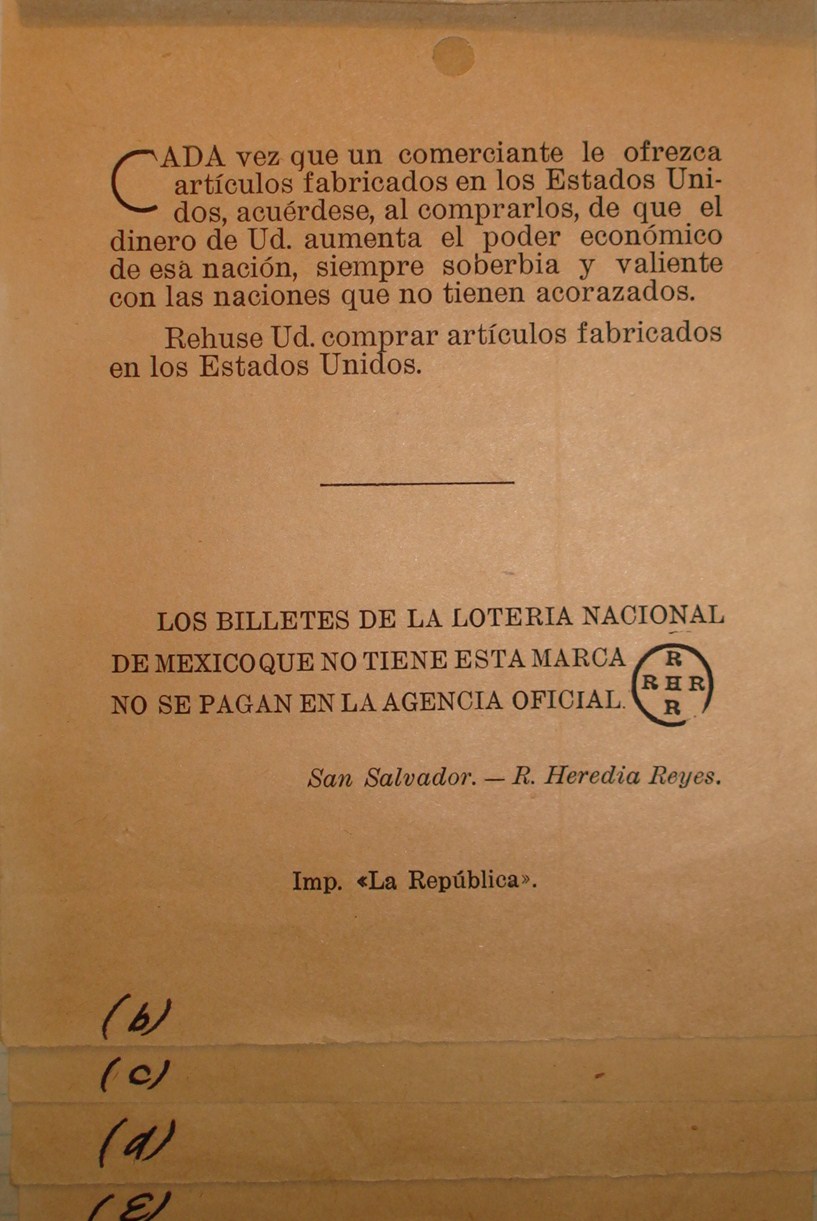 CADA vez que un comerciante le ofrezca
artículos fabricados en los Estados Uni-
dos, acuérdese, al comprarlos, de que el
dinero de Ud. aumenta el poder económico
de esa nación, siempre soberbia y valiente
con las naciones que no tienen acorazados.
Rehuse Ud. comprar artículos fabricados
en los Estados Unidos.
LOS BILLETES DE LA LOTERIA NACIONAL
DE MEXICO QUE NO TIENE ESTA MARCA
NO SE PAGAN EN LA AGENCIA OFICIAL.
R
R H R
R
San Salvador. — R. Heredia Reyes.
Imp. «La República».
(b)
(c)
(d)
(E)